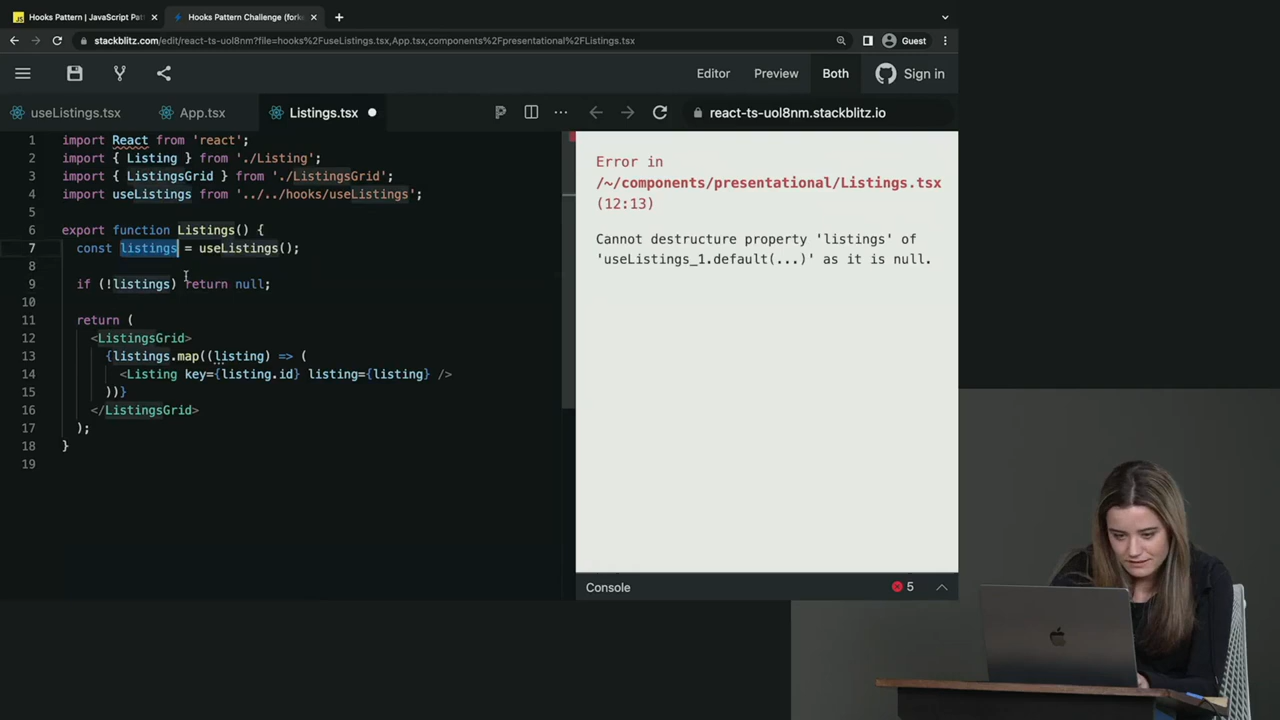 Hooks Pattern | JavaScript Pat
Hooks Pattern Challenge (fork
stackblitz.com/edit/react-ts-uol8nm?file=hooks%2FuseListings.tsx,App.tsx,components%2Fpresentational%2FListings.tsx
Guest
Editor
Preview
Both
Sign in
useListings.tsx
App.tsx
Listings.tsx
react-ts-uol8nm.stackblitz.io
1 import React from 'react';
2 import { Listing } from './Listing';
3 import { ListingsGrid } from './ListingsGrid';
4 import useListings from '../../hooks/useListings';
5
6 export function Listings() {
7 const listings = useListings();
8
9 if (!listings) return null;
10
11 return (
12 <ListingsGrid>
13 {listings.map((listing) => (
14 <Listing key={listing.id} listing={listing} />
15 ))}
16 </ListingsGrid>
17 );
18 }
19
Error in
/~/components/presentational/Listings.tsx
(12:13)
Cannot destructure property 'listings' of
'useListings_1.default(...)' as it is null.
Console
5